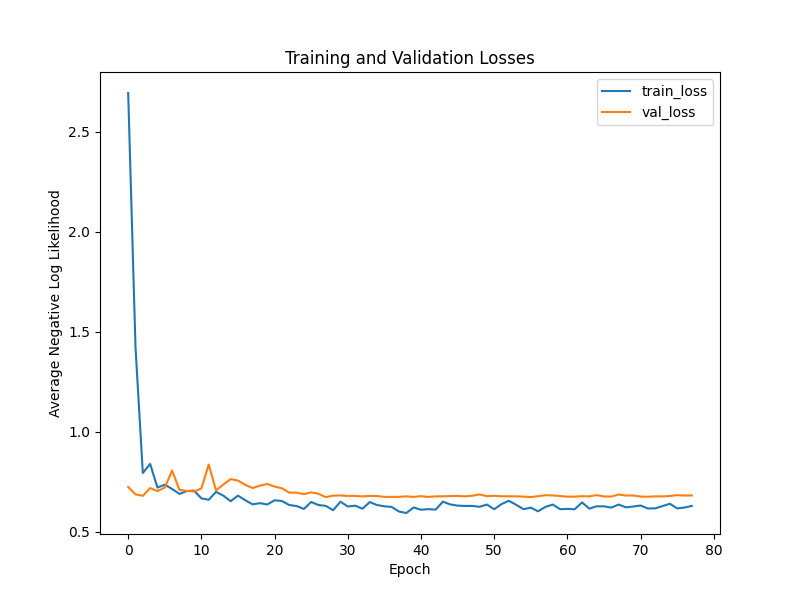 Training and Validation Losses
train_loss
val_loss
Average Negative Log Likelihood
2.5
2.0
1.5
1.0
0.5
0 10 20 30 40 50 60 70 80
Epoch